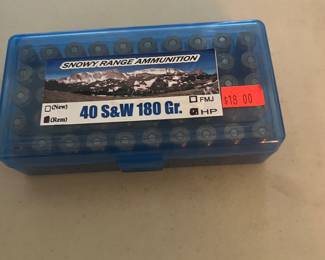 SNOWY RANGE AMMUNITION
(New)
(Rem)
40 S&W 180 Gr.
FMJ
HP
$18.00